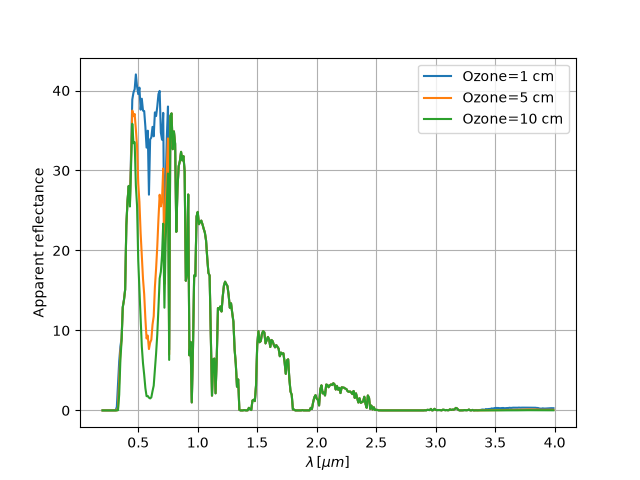 Ozone=1 cm
Ozone=5 cm
Ozone=10 cm
Apparent reflectance
40
30
20
10
0
0.5 1.0 1.5 2.0 2.5 3.0 3.5 4.0
λ [μm]